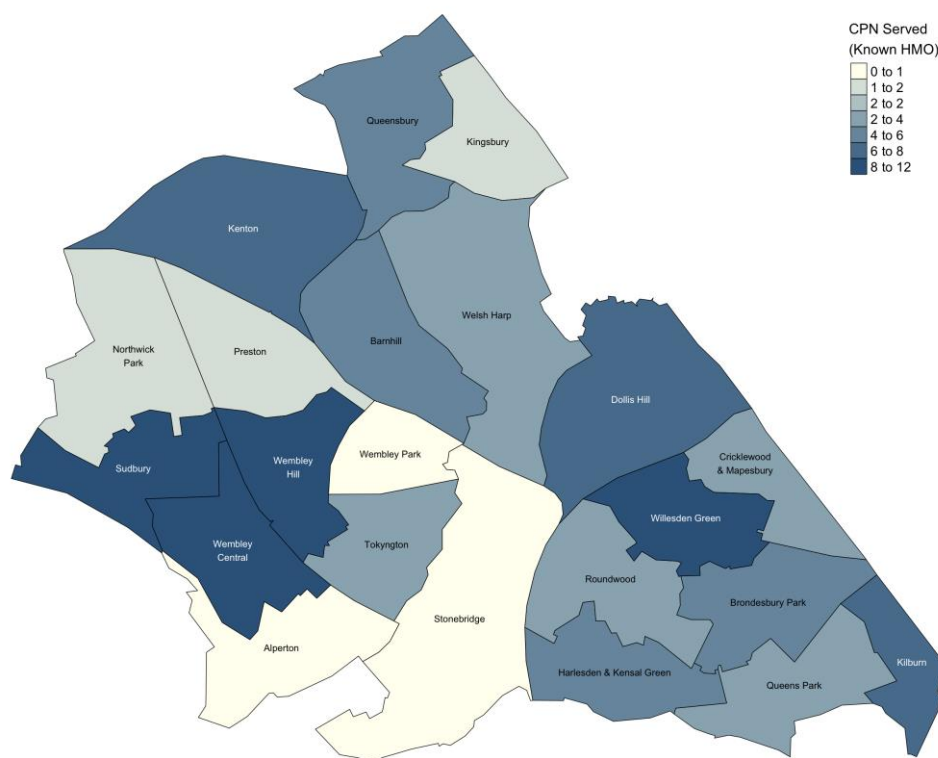 CPN Served
(Known HMO)
0 to 1
1 to 2
2 to 2
2 to 4
4 to 6
6 to 8
8 to 12
Queensbury
Kingsbury
Kenton
Welsh Harp
Northwick
Park
Preston
Barnhill
Dollis Hill
Wembley Park
Cricklewood
& Mapesbury
Sudbury
Wembley
Hill
Willesden Green
Wembley
Central
Tokyngton
Roundwood
Brondesbury Park
Stonebridge
Alperton
Kilburn
Harlesden & Kensal Green
Queens Park